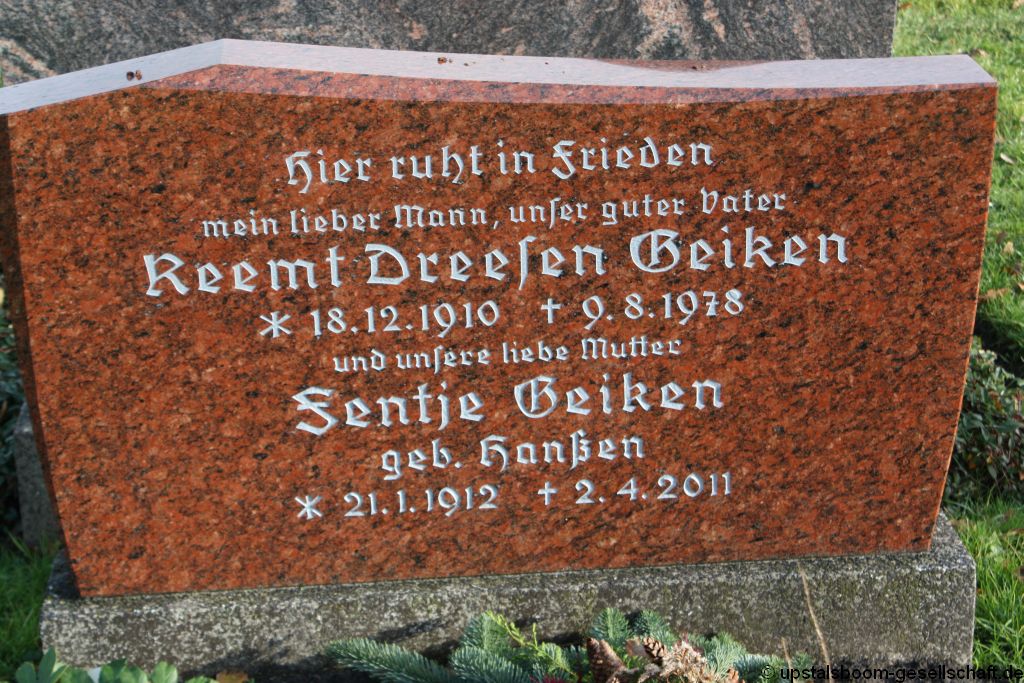 Hier ruht in Frieden
mein lieber Mann, unſer guter Vater
Reemt Dreeſen Geiken
* 18.12.1910 † 9.8.1978
und unſere liebe Mutter
Fentje Geiken
geb. Hanßen
* 21.1.1912 † 2.4.2011
© upstalsboom-gesellschaft.de